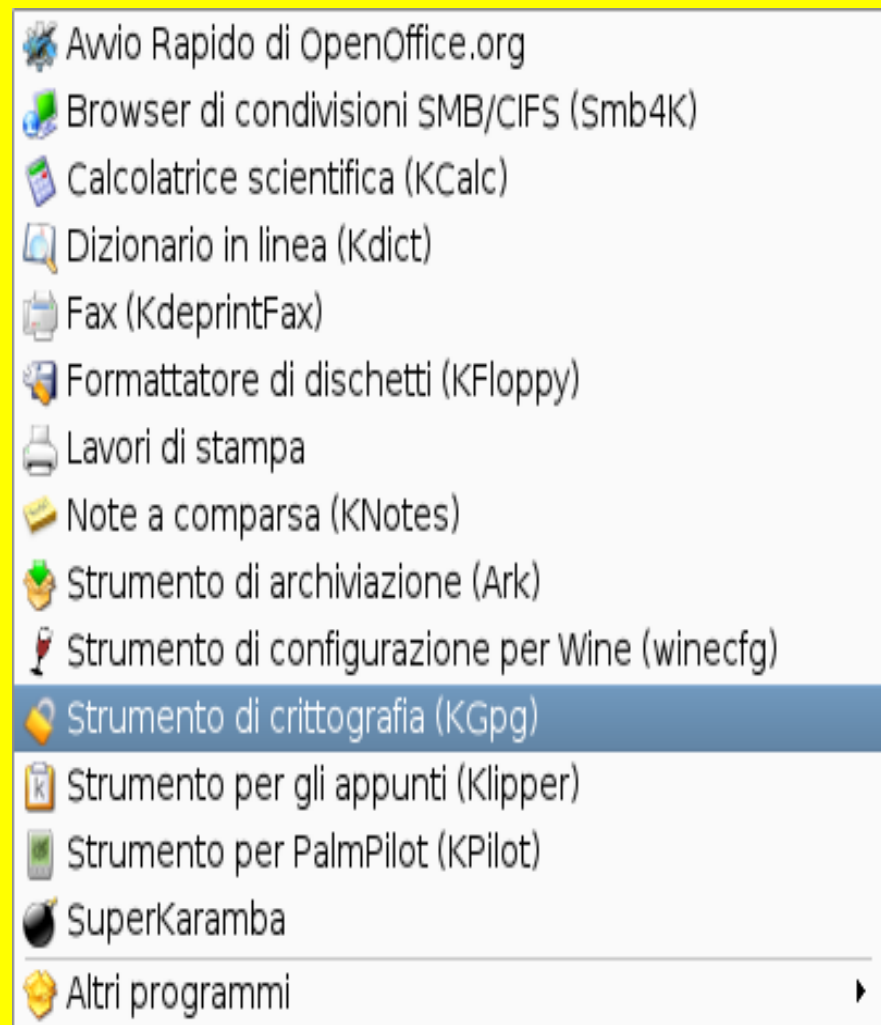 Avvio Rapido di OpenOffice.org
Browser di condivisioni SMB/CIFS (Smb4K)
Calcolatrice scientifica (KCalc)
Dizionario in linea (Kdict)
Fax (KdeprintFax)
Formattatore di dischetti (KFloppy)
Lavori di stampa
Note a comparsa (KNotes)
Strumento di archiviazione (Ark)
Strumento di configurazione per Wine (winecfg)
Strumento di crittografia (KGpg)
Strumento per gli appunti (Klipper)
Strumento per PalmPilot (KPilot)
SuperKaramba
Altri programmi